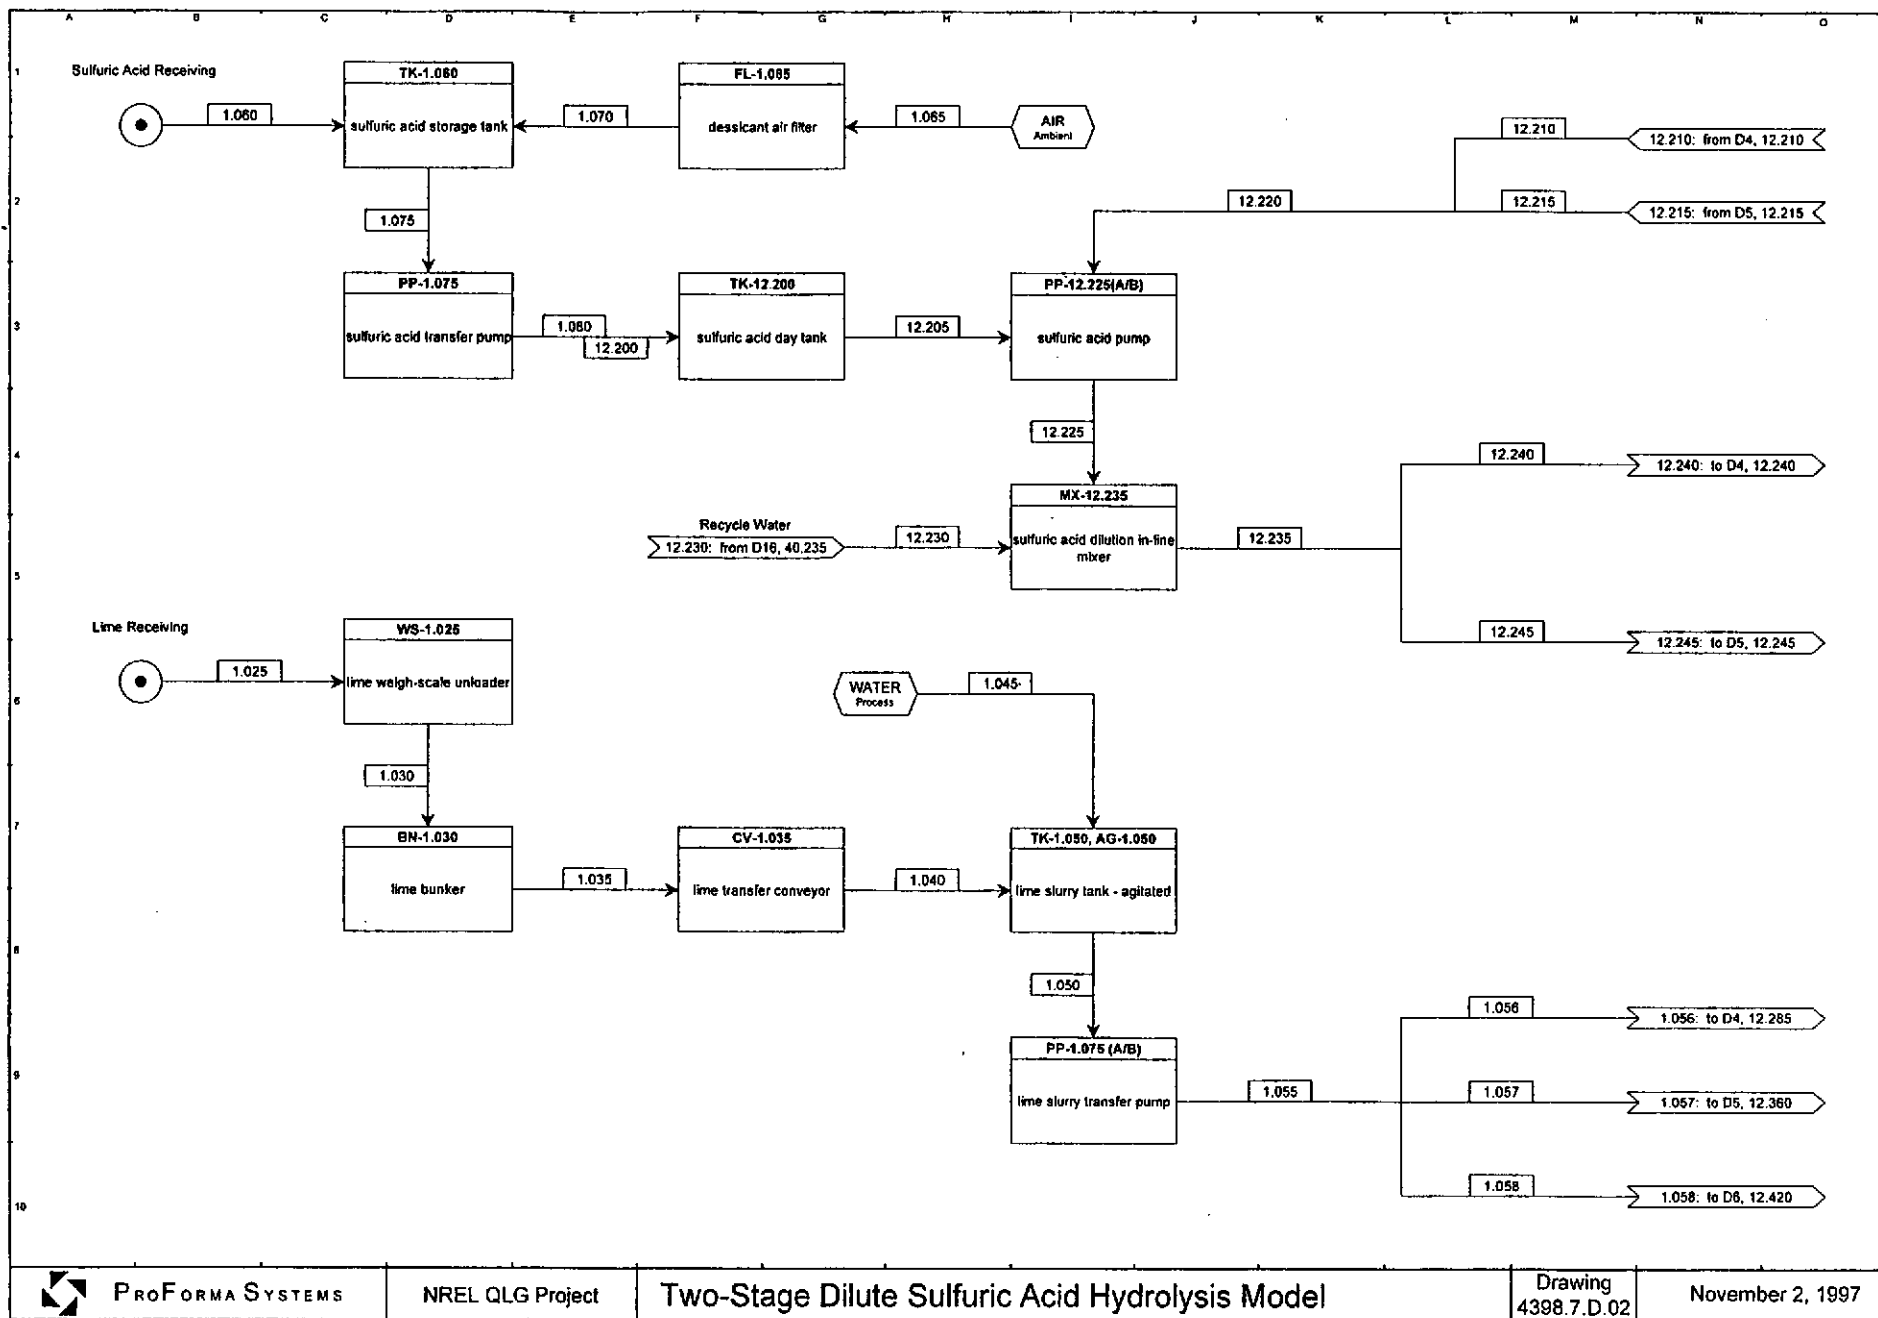 A B C D E F G H I J K L M N O
1
Sulfuric Acid Receiving
TK-1.060
FL-1.065
1.060
sulfuric acid storage tank
1.070
dessicant air filter
1.065
AIR
Ambient
12.210
12.210: from D4, 12.210
2
1.075
12.220
12.215
12.215: from D5, 12.215
PP-1.075
TK-12.200
PP-12.225(A/B)
3
sulfuric acid transfer pump
1.080
12.200
sulfuric acid day tank
12.205
sulfuric acid pump
4
12.225
12.240
12.240: to D4, 12.240
MX-12.235
Recycle Water
12.230: from D16, 40.235
12.230
sulfuric acid dilution in-line
mixer
12.235
5
Lime Receiving
WS-1.025
12.245
12.245: to D5, 12.245
1.025
lime weigh-scale unloader
WATER
Process
1.045
6
1.030
7
BN-1.030
CV-1.035
TK-1.050, AG-1.050
lime bunker
1.035
lime transfer conveyor
1.040
lime slurry tank - agitated
8
1.050
1.056
1.056: to D4, 12.285
PP-1.075 (A/B)
9
lime slurry transfer pump
1.055
1.057
1.057: to D5, 12.360
10
1.058
1.058: to D6, 12.420
PROFORMA SYSTEMS
NREL QLG Project
Two-Stage Dilute Sulfuric Acid Hydrolysis Model
Drawing
4398.7.D.02
November 2, 1997